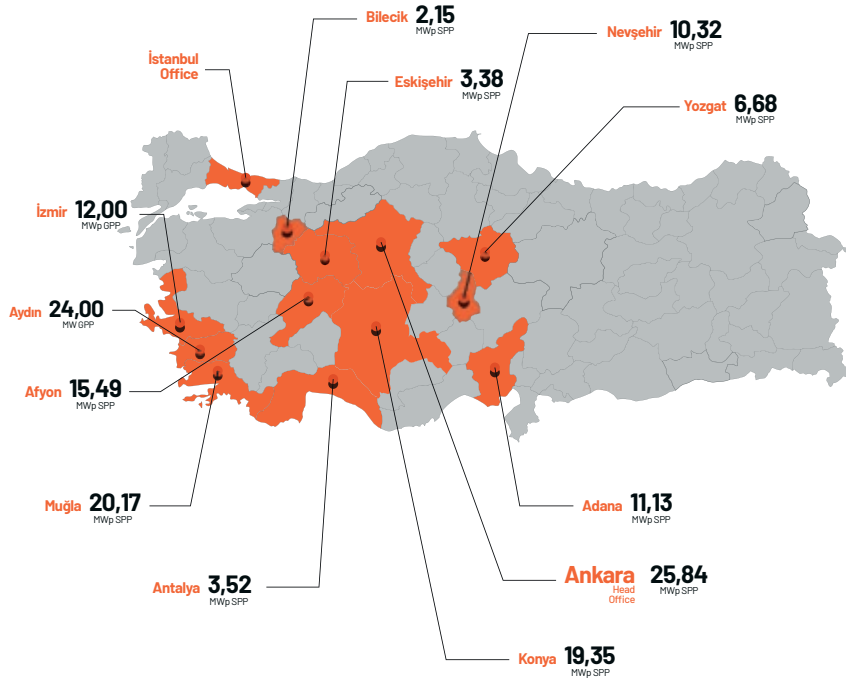 Bilecik 2,15
MWp SPP
Nevşehir 10,32
MWp SPP
İstanbul
Office
Eskişehir 3,38
MWp SPP
Yozgat 6,68
MWp SPP
İzmir 12,00
MWp GPP
Aydın 24,00
MW GPP
Afyon 15,49
MWp SPP
Muğla 20,17
MWp SPP
Adana 11,13
MWp SPP
Antalya 3,52
MWp SPP
Ankara 25,84
Head
Office
MWp SPP
Konya 19,35
MWp SPP